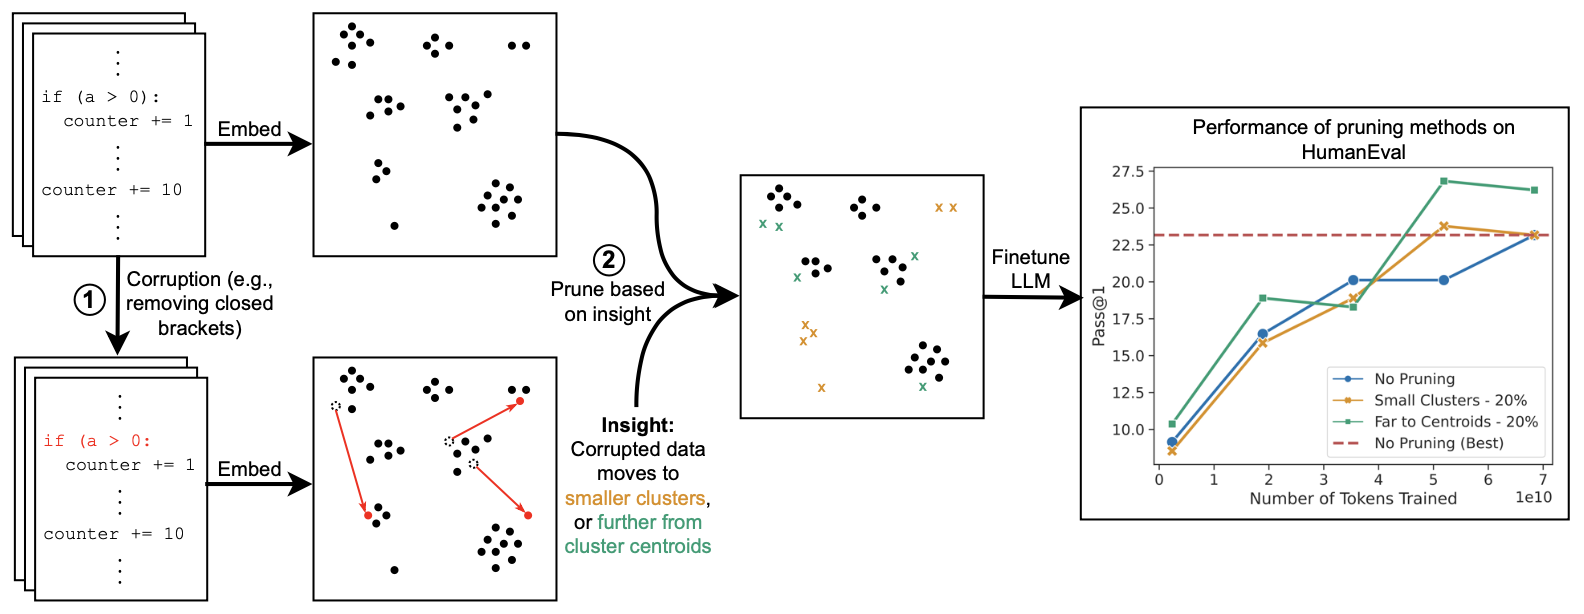 if (a > 0):
counter += 1
counter += 10
Embed
1
Corruption (e.g.,
removing closed
brackets)
if (a > 0:
counter += 1
counter += 10
Embed
2
Prune based
on insight
Insight:
Corrupted data
moves to
smaller clusters,
or further from
cluster centroids
x x
x x
x
x
x
x
x
x
x
x
Finetune
LLM
Performance of pruning methods on
HumanEval
Pass@1
27.5
25.0
22.5
20.0
17.5
15.0
12.5
10.0
No Pruning
Small Clusters - 20%
Far to Centroids - 20%
No Pruning (Best)
0 1 2 3 4 5 6 7
Number of Tokens Trained
1e10